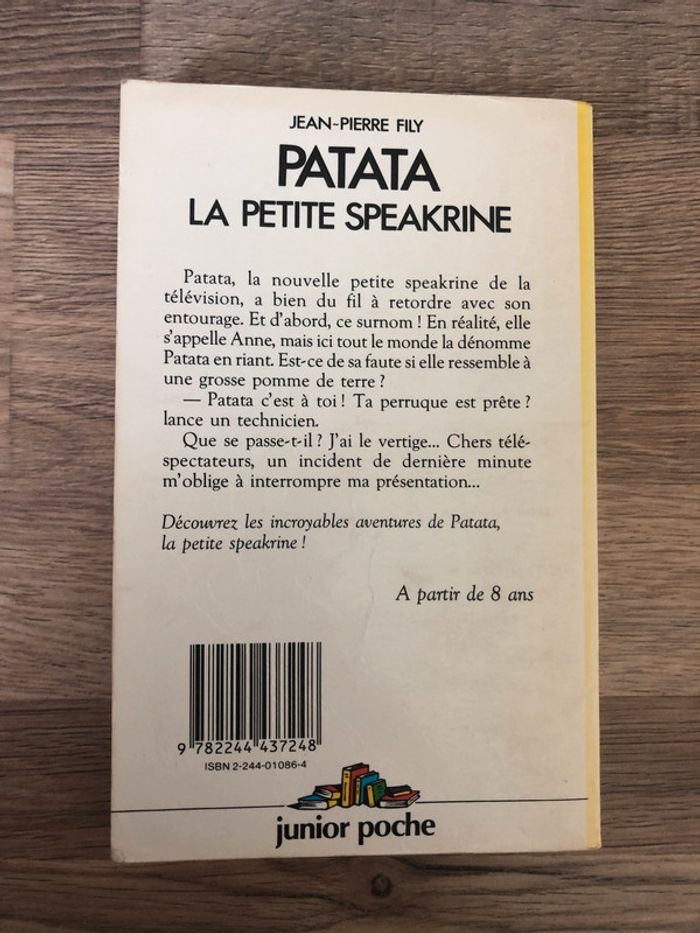 JEAN-PIERRE FILY
PATATA
LA PETITE SPEAKRINE
Patata, la nouvelle petite speakrine de la
télévision, a bien du fil à retordre avec son
entourage. Et d'abord, ce surnom ! En réalité, elle
s'appelle Anne, mais ici tout le monde la dénomme
Patata en riant. Est-ce de sa faute si elle ressemble à
une grosse pomme de terre ?
— Patata c'est à toi ! Ta perruque est prête ?
lance un technicien.
Que se passe-t-il ? J'ai le vertige... Chers télé-
spectateurs, un incident de dernière minute
m'oblige à interrompre ma présentation...
Découvrez les incroyables aventures de Patata,
la petite speakrine !
A partir de 8 ans
9 782244 437248
ISBN 2-244-01086-4
junior poche